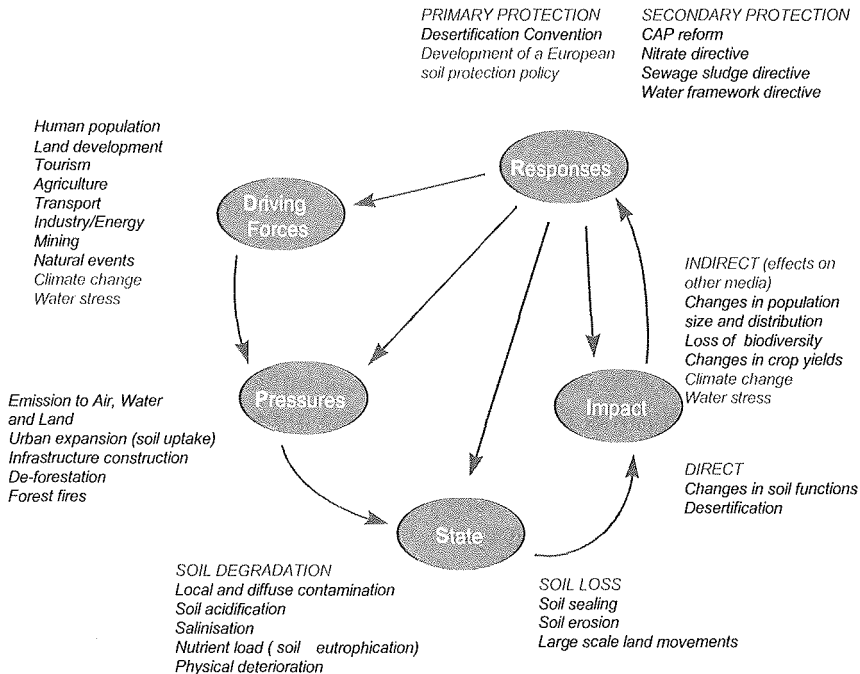 PRIMARY PROTECTION
Desertification Convention
Development of a European
soil protection policy
SECONDARY PROTECTION
CAP reform
Nitrate directive
Sewage sludge directive
Water framework directive
Human population
Land development
Tourism
Agriculture
Transport
Industry/Energy
Mining
Natural events
Climate change
Water stress
Driving
Forces
Responses
INDIRECT (effects on
other media)
Changes in population
size and distribution
Loss of biodiversity
Changes in crop yields
Climate change
Water stress
Pressures
Impact
Emission to Air, Water
and Land
Urban expansion (soil uptake)
Infrastructure construction
De-forestation
Forest fires
DIRECT
Changes in soil functions
Desertification
State
SOIL DEGRADATION
Local and diffuse contamination
Soil acidification
Salinisation
Nutrient load ( soil eutrophication)
Physical deterioration
SOIL LOSS
Soil sealing
Soil erosion
Large scale land movements